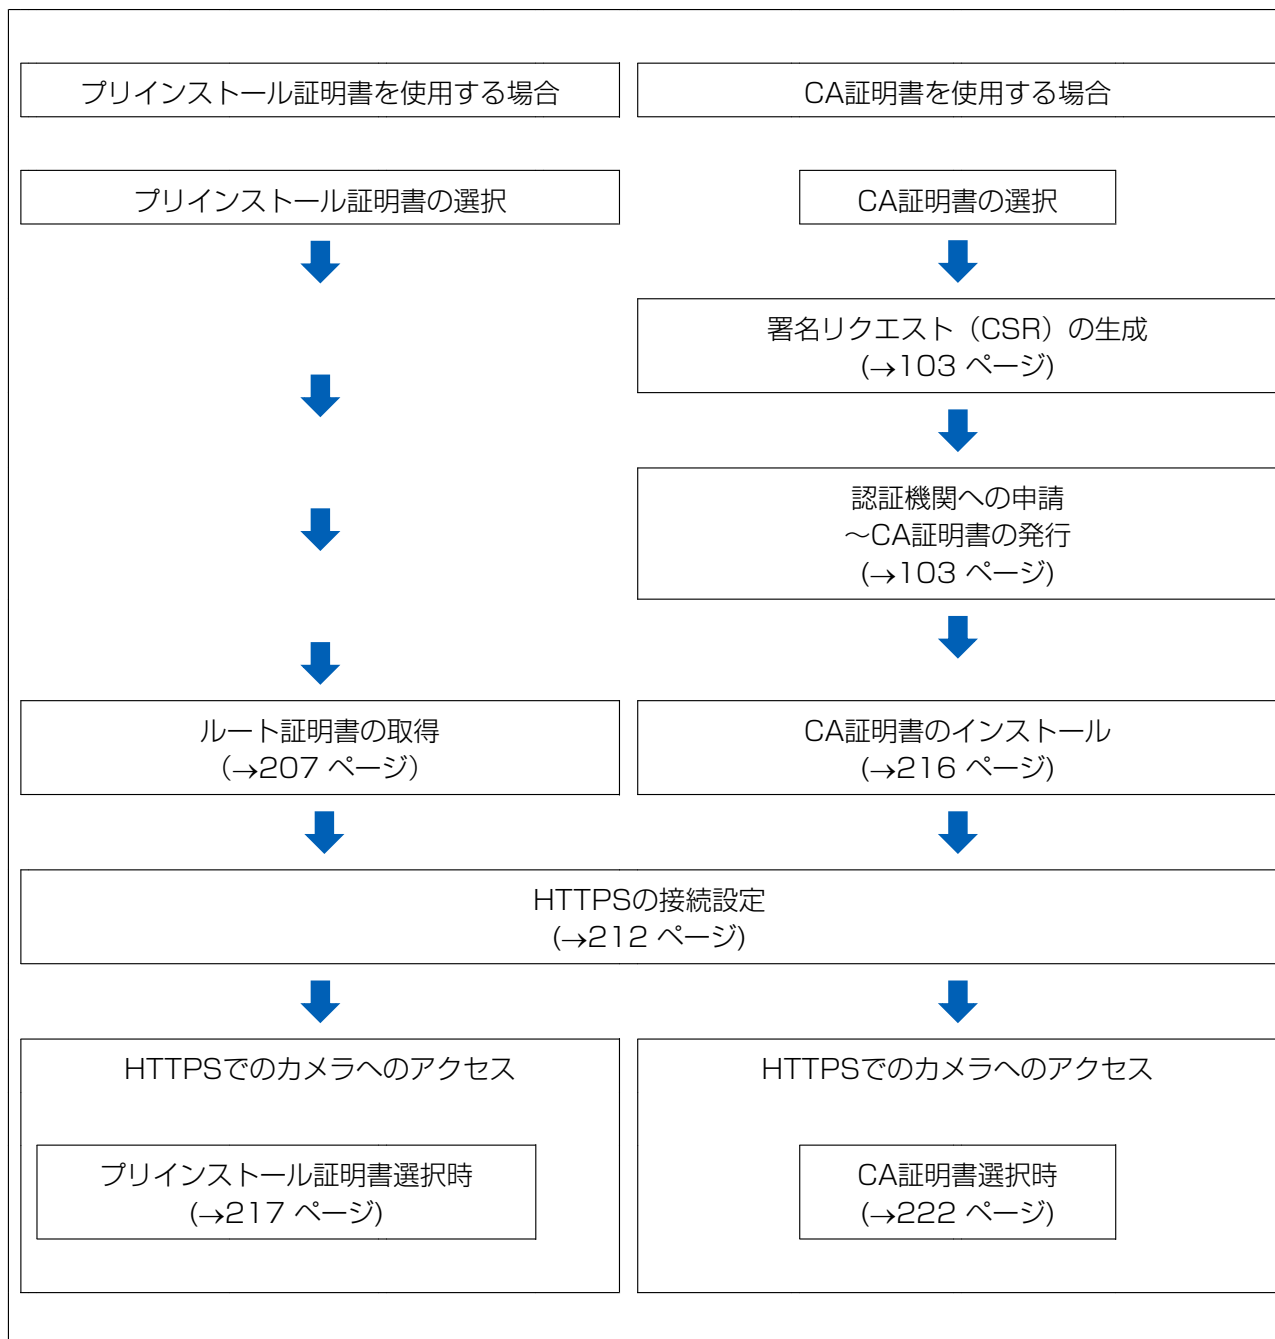 プリインストール証明書を使用する場合
CA証明書を使用する場合
プリインストール証明書の選択
CA証明書の選択
署名リクエスト（CSR）の生成
(→103 ページ)
認証機関への申請
～CA証明書の発行
(→103 ページ)
ルート証明書の取得
（→207 ページ）
CA証明書のインストール
(→216 ページ)
HTTPSの接続設定
(→212 ページ)
HTTPSでのカメラへのアクセス
プリインストール証明書選択時
(→217 ページ)
HTTPSでのカメラへのアクセス
CA証明書選択時
(→222 ページ)